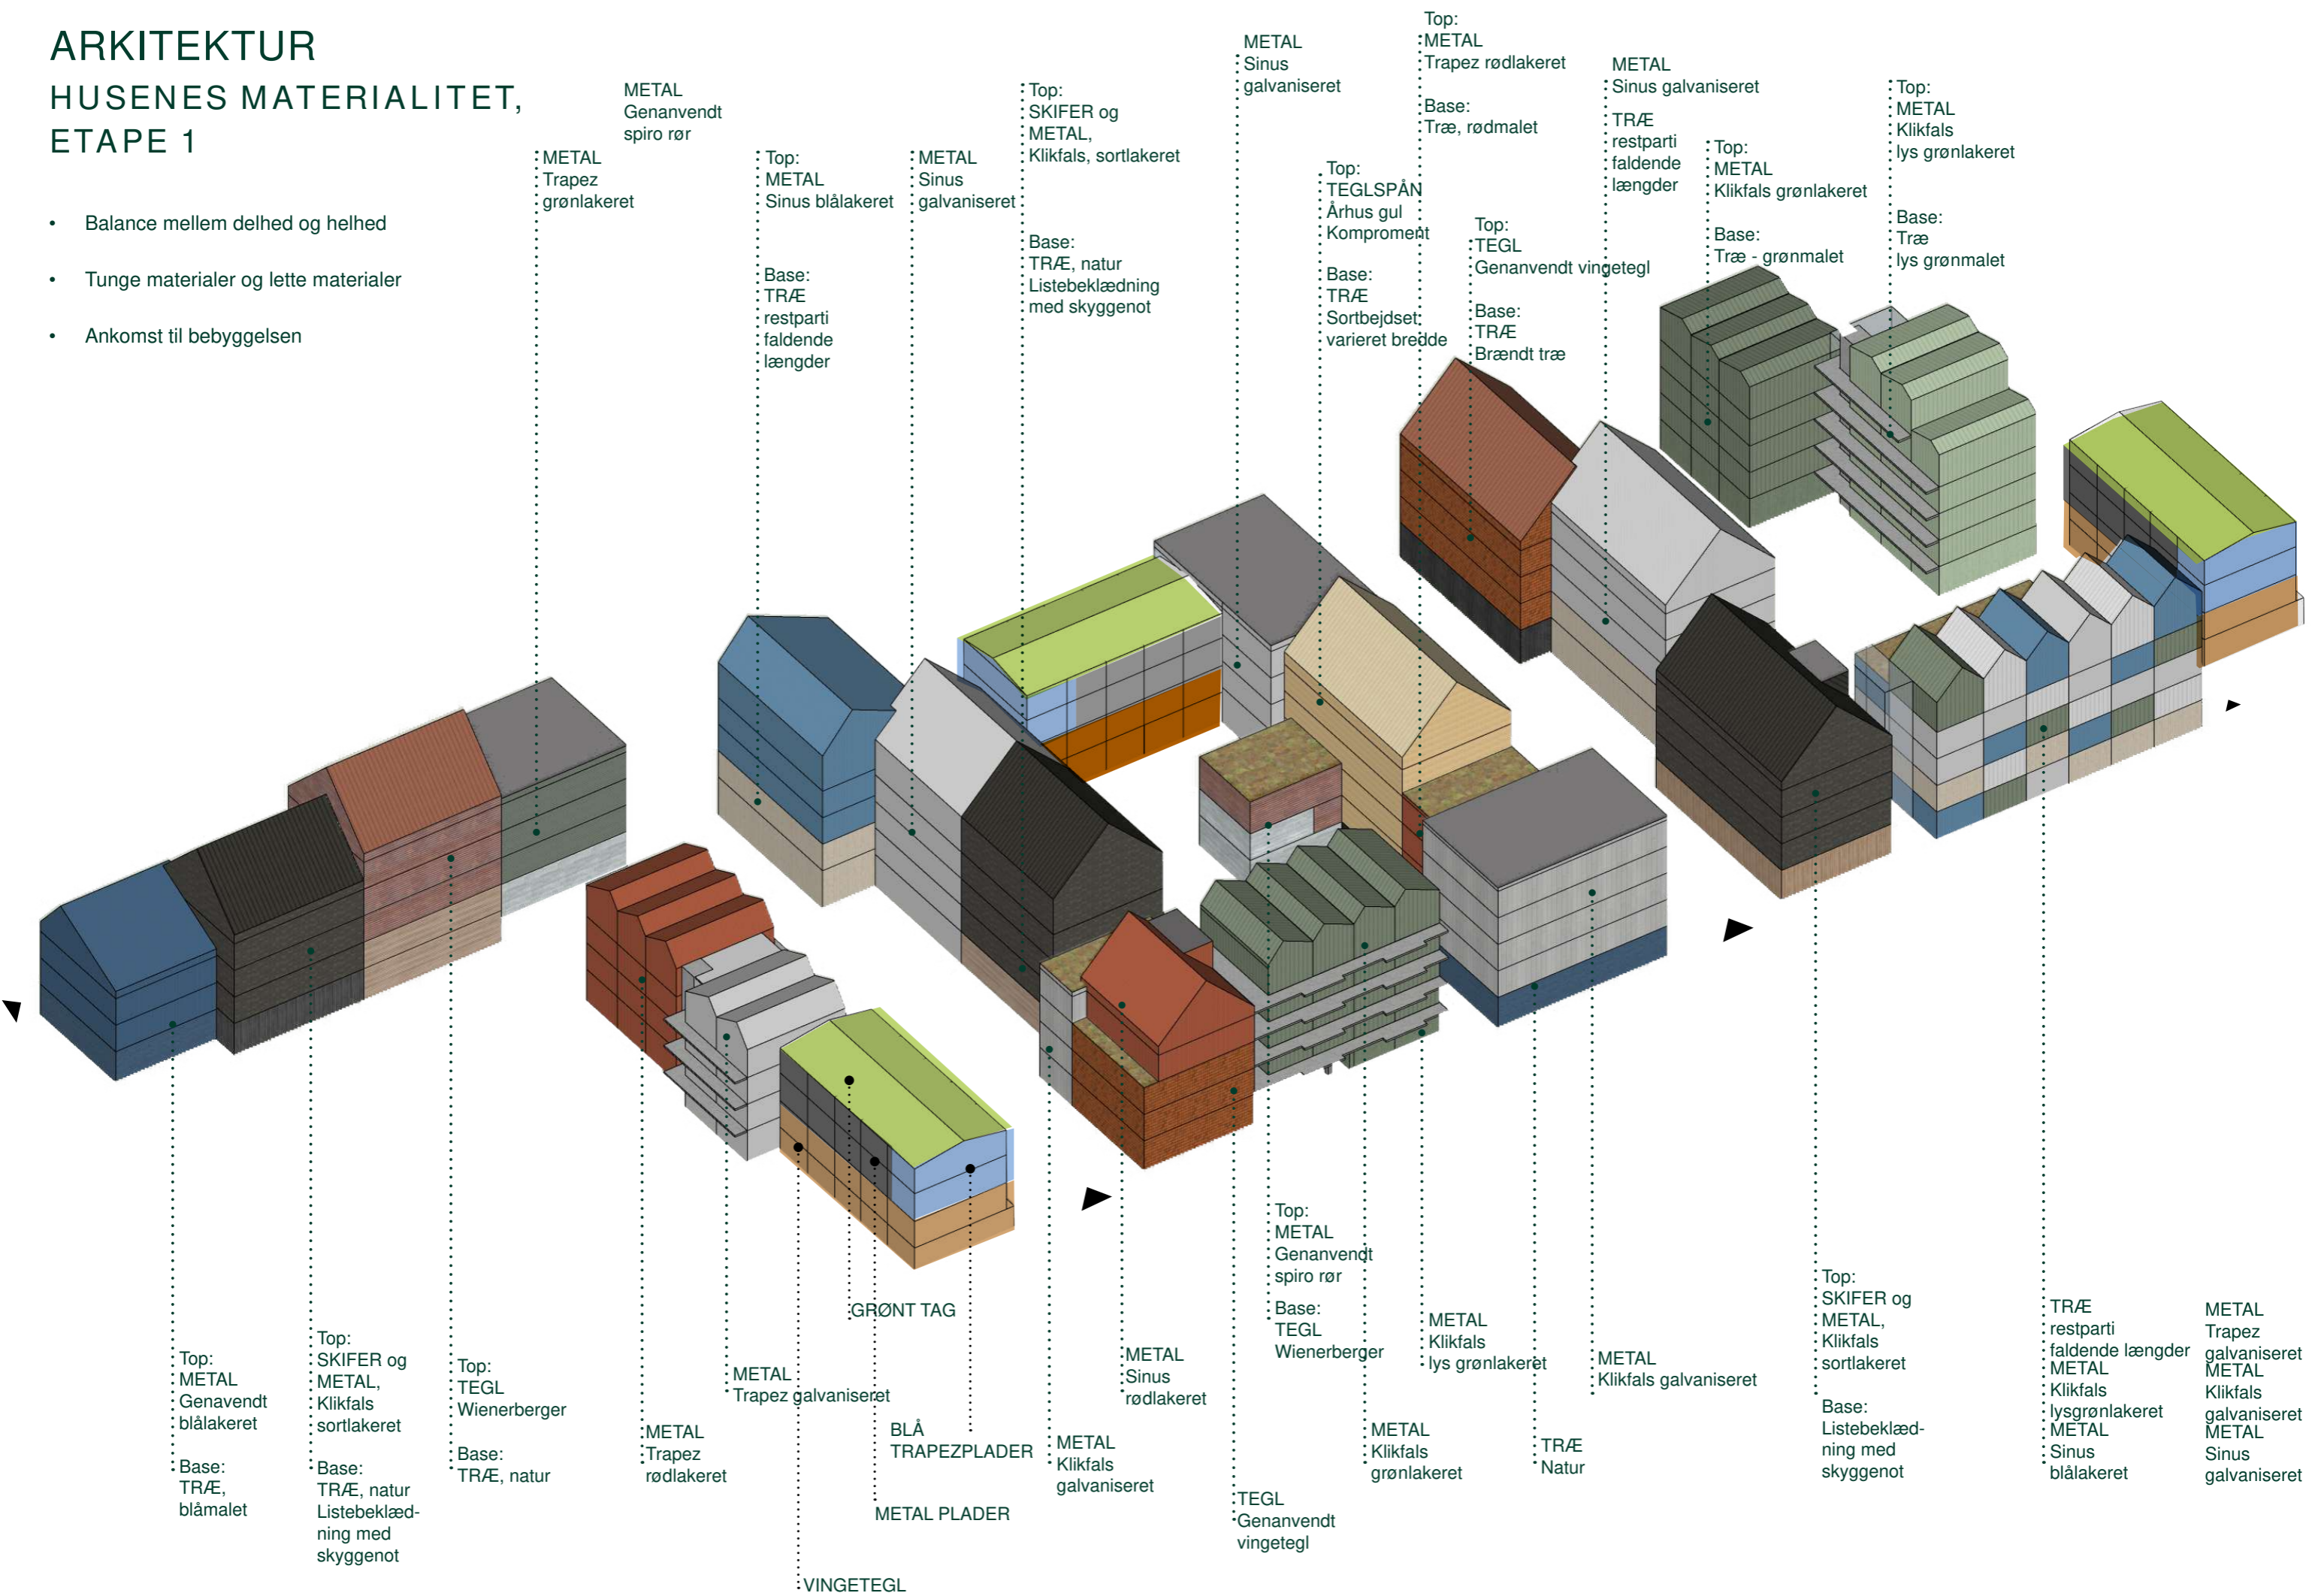 ARKITEKTUR
HUSENES MATERIALITET,
ETAPE 1
• Balance mellem delhed og helhed
• Tunge materialer og lette materialer
• Ankomst til bebyggelsen
METAL
Trapez
grønlakeret
METAL
Genanvendt
spiro rør
Top:
METAL
Sinus blålakeret
Base:
TRÆ
restparti
faldende
længder
METAL
Sinus
galvaniseret
Top:
SKIFER og
METAL,
Klikfals, sortlakeret
Base:
TRÆ, natur
Listebeklædning
med skyggenot
METAL
Sinus
galvaniseret
Top:
TEGLSPÅN
Århus gul
Komproment
Base:
TRÆ
Sortbejdset
varieret bredde
Top:
METAL
Trapez rødlakeret
Base:
Træ, rødmalet
Top:
TEGL
Genanvendt vingetegl
Base:
TRÆ
Brændt træ
METAL
Sinus galvaniseret
TRÆ
restparti
faldende
længder
Top:
METAL
Klikfals grønlakeret
Base:
Træ - grønmalet
Top:
METAL
Klikfals
lys grønlakeret
Base:
Træ
lys grønmalet
Top:
METAL
Genavendt
blålakeret
Base:
TRÆ,
blåmalet
Top:
SKIFER og
METAL,
Klikfals
sortlakeret
Base:
TRÆ, natur
Listebeklæd-
ning med
skyggenot
Top:
TEGL
Wienerberger
Base:
TRÆ, natur
METAL
Trapez
rødlakeret
METAL
Trapez galvaniseret
VINGETEGL
GRØNT TAG
METAL PLADER
BLÅ
TRAPEZPLADER
METAL
Klikfals
galvaniseret
METAL
Sinus
rødlakeret
TEGL
Genanvendt
vingetegl
Top:
METAL
Genanvendt
spiro rør
Base:
TEGL
Wienerberger
METAL
Klikfals
grønlakeret
METAL
Klikfals
lys grønlakeret
TRÆ
Natur
METAL
Klikfals galvaniseret
Top:
SKIFER og
METAL,
Klikfals
sortlakeret
Base:
Listebeklæd-
ning med
skyggenot
TRÆ
restparti
faldende længder
METAL
Klikfals
lysgrønlakeret
METAL
Sinus
blålakeret
METAL
Trapez
galvaniseret
METAL
Klikfals
galvaniseret
METAL
Sinus
galvaniseret